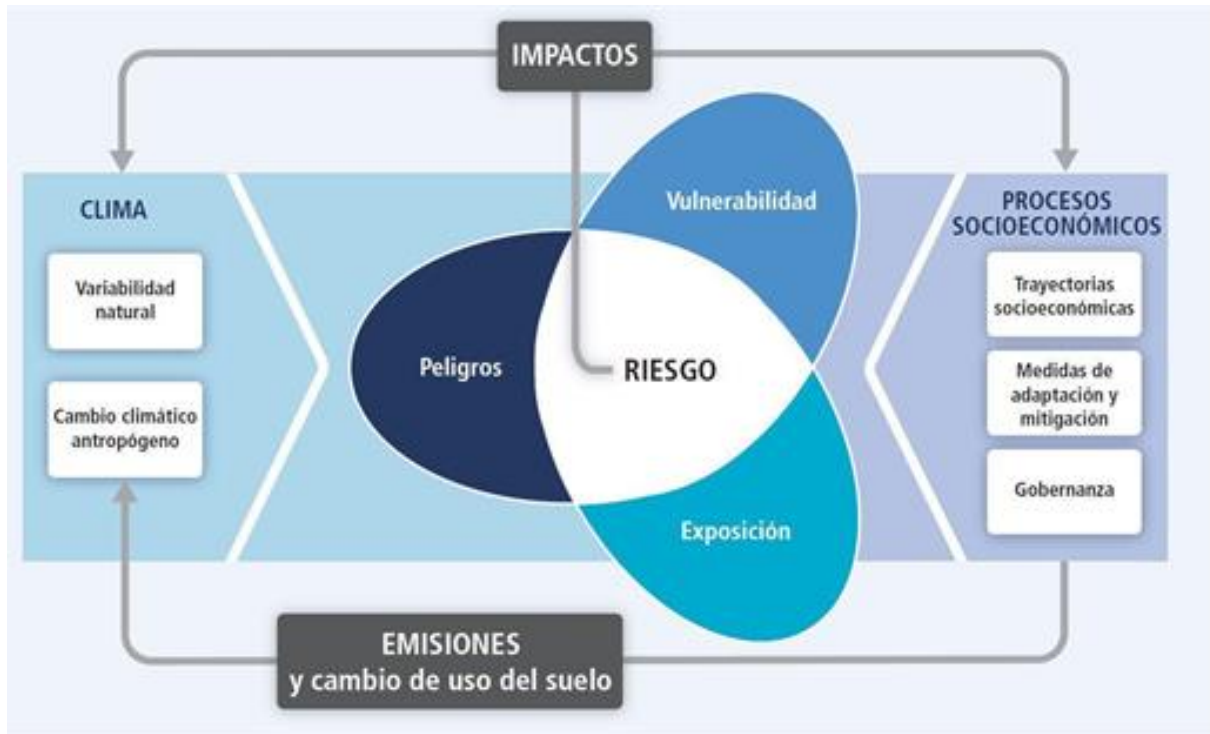 IMPACTOS
CLIMA
Variabilidad
natural
Cambio climático
antropógeno
Vulnerabilidad
Peligros
RIESGO
Exposición
PROCESOS
SOCIOECONÓMICOS
Trayectorias
socioeconómicas
Medidas de
adaptación y
mitigación
Gobernanza
EMISIONES
y cambio de uso del suelo